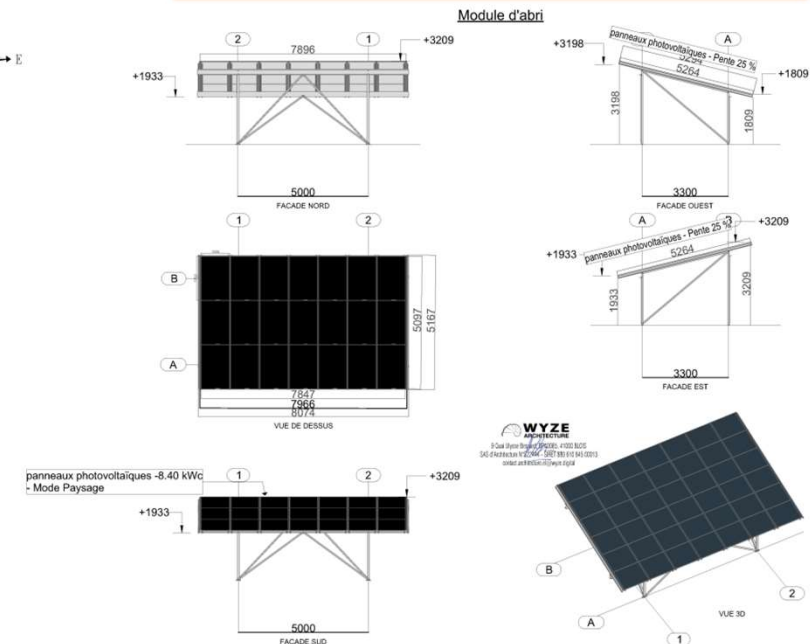 Module d'abri
E
2
1
7896
+3209
+1933
5000
FACADE NORD
A
+3198
panneaux photovoltaïques - Pente 25 %
5264
+1809
3198
1809
3300
FACADE OUEST
1
2
B
A
5097
5167
7847
7966
8074
VUE DE DESSUS
A
+3209
+1933
panneaux photovoltaïques - Pente 25 %
5264
1933
3209
3300
FACADE EST
WYZE
ARCHITECTURE
panneaux photovoltaïques -8.40 kWc
- Mode Paysage
1
2
+3209
+1933
5000
FACADE SUD
B
A
1
2
VUE 3D